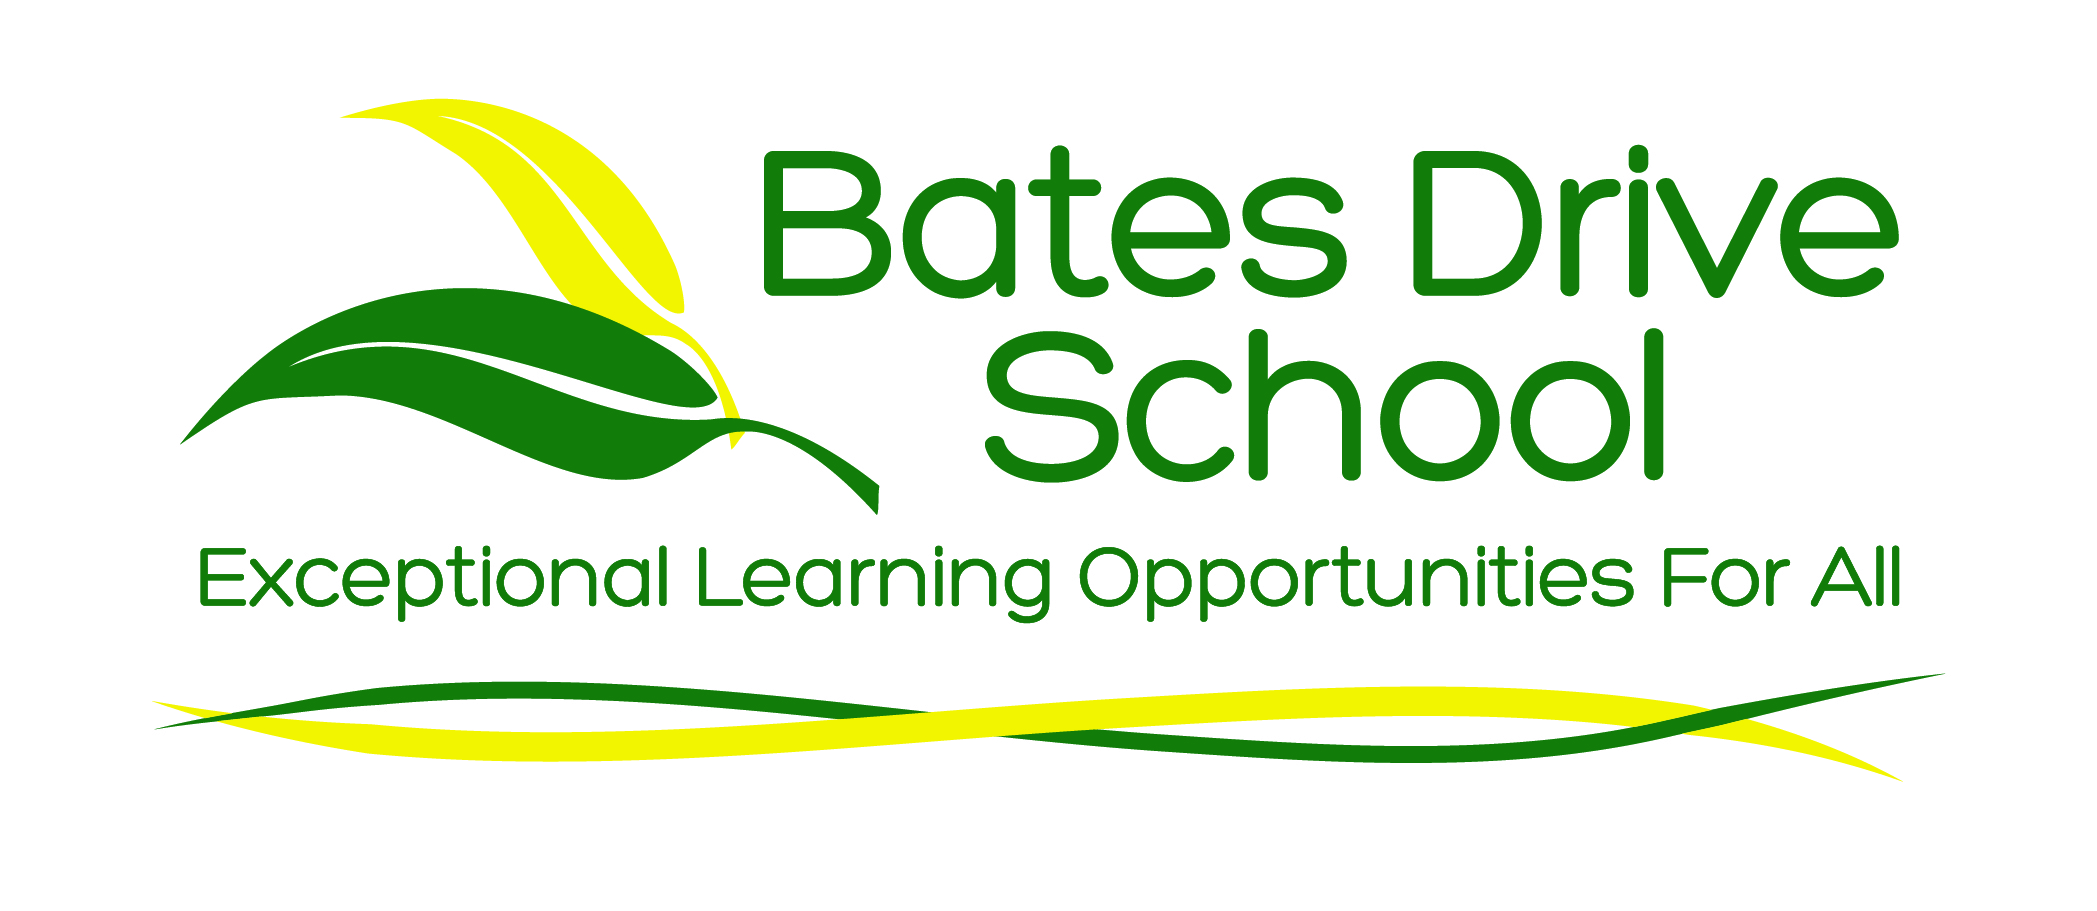 Bates Drive
School
Exceptional Learning Opportunities For All